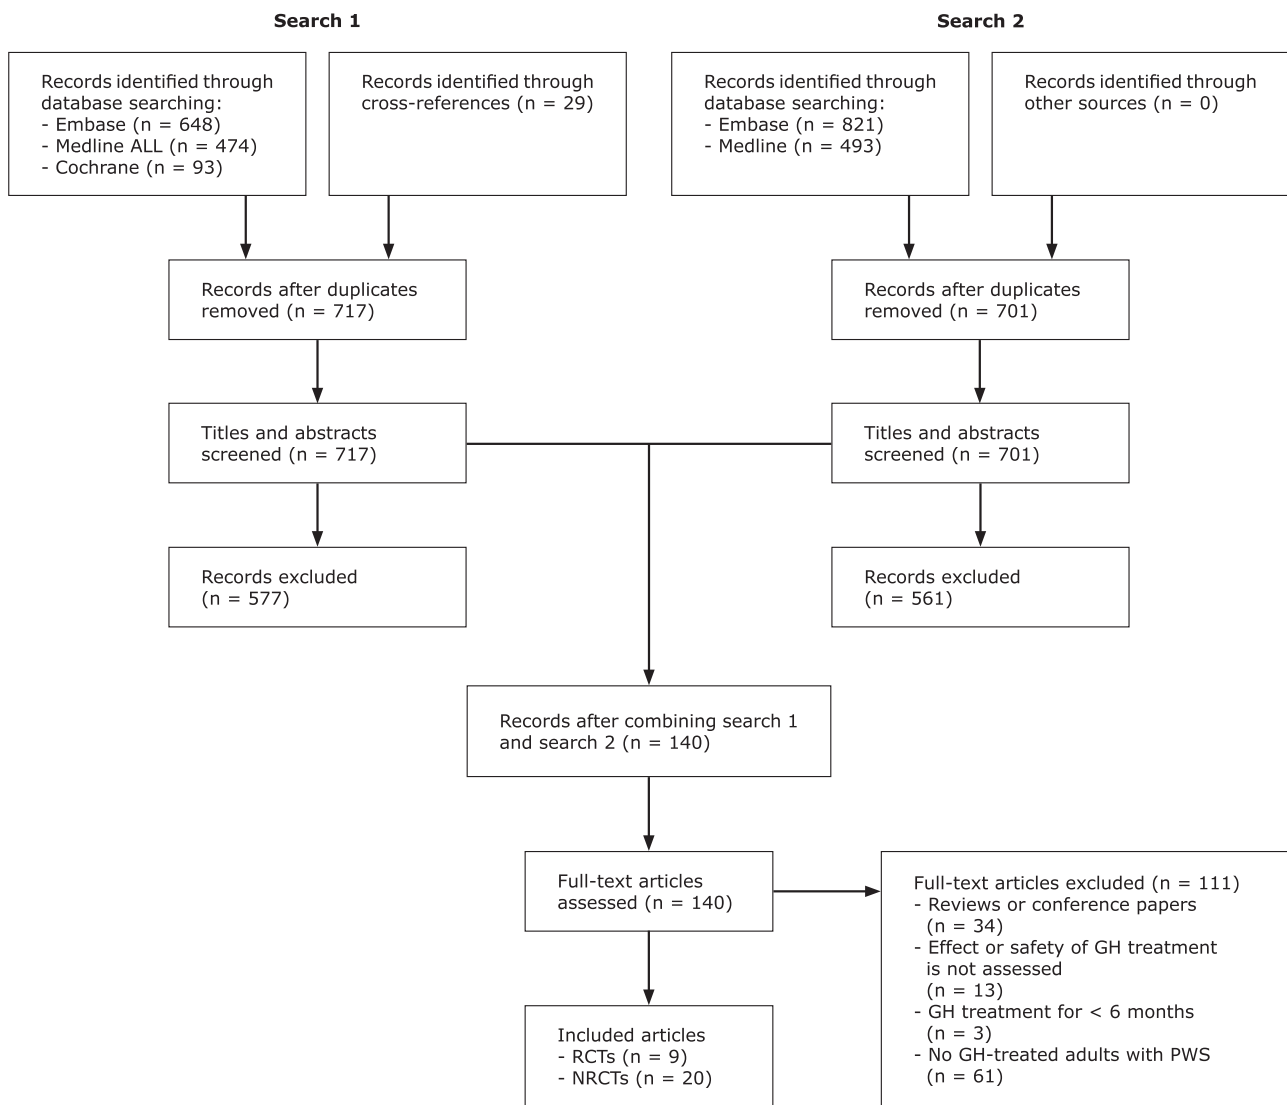 Search 1
Search 2
Records identified through
database searching:
- Embase (n = 648)
- Medline ALL (n = 474)
- Cochrane (n = 93)
Records identified through
cross-references (n = 29)
Records identified through
database searching:
- Embase (n = 821)
- Medline (n = 493)
Records identified through
other sources (n = 0)
Records after duplicates
removed (n = 717)
Records after duplicates
removed (n = 701)
Titles and abstracts
screened (n = 717)
Titles and abstracts
screened (n = 701)
Records excluded
(n = 577)
Records excluded
(n = 561)
Records after combining search 1
and search 2 (n = 140)
Full-text articles
assessed (n = 140)
Full-text articles excluded (n = 111)
- Reviews or conference papers
(n = 34)
- Effect or safety of GH treatment
is not assessed
(n = 13)
- GH treatment for < 6 months
(n = 3)
- No GH-treated adults with PWS
(n = 61)
Included articles
- RCTs (n = 9)
- NRCTs (n = 20)